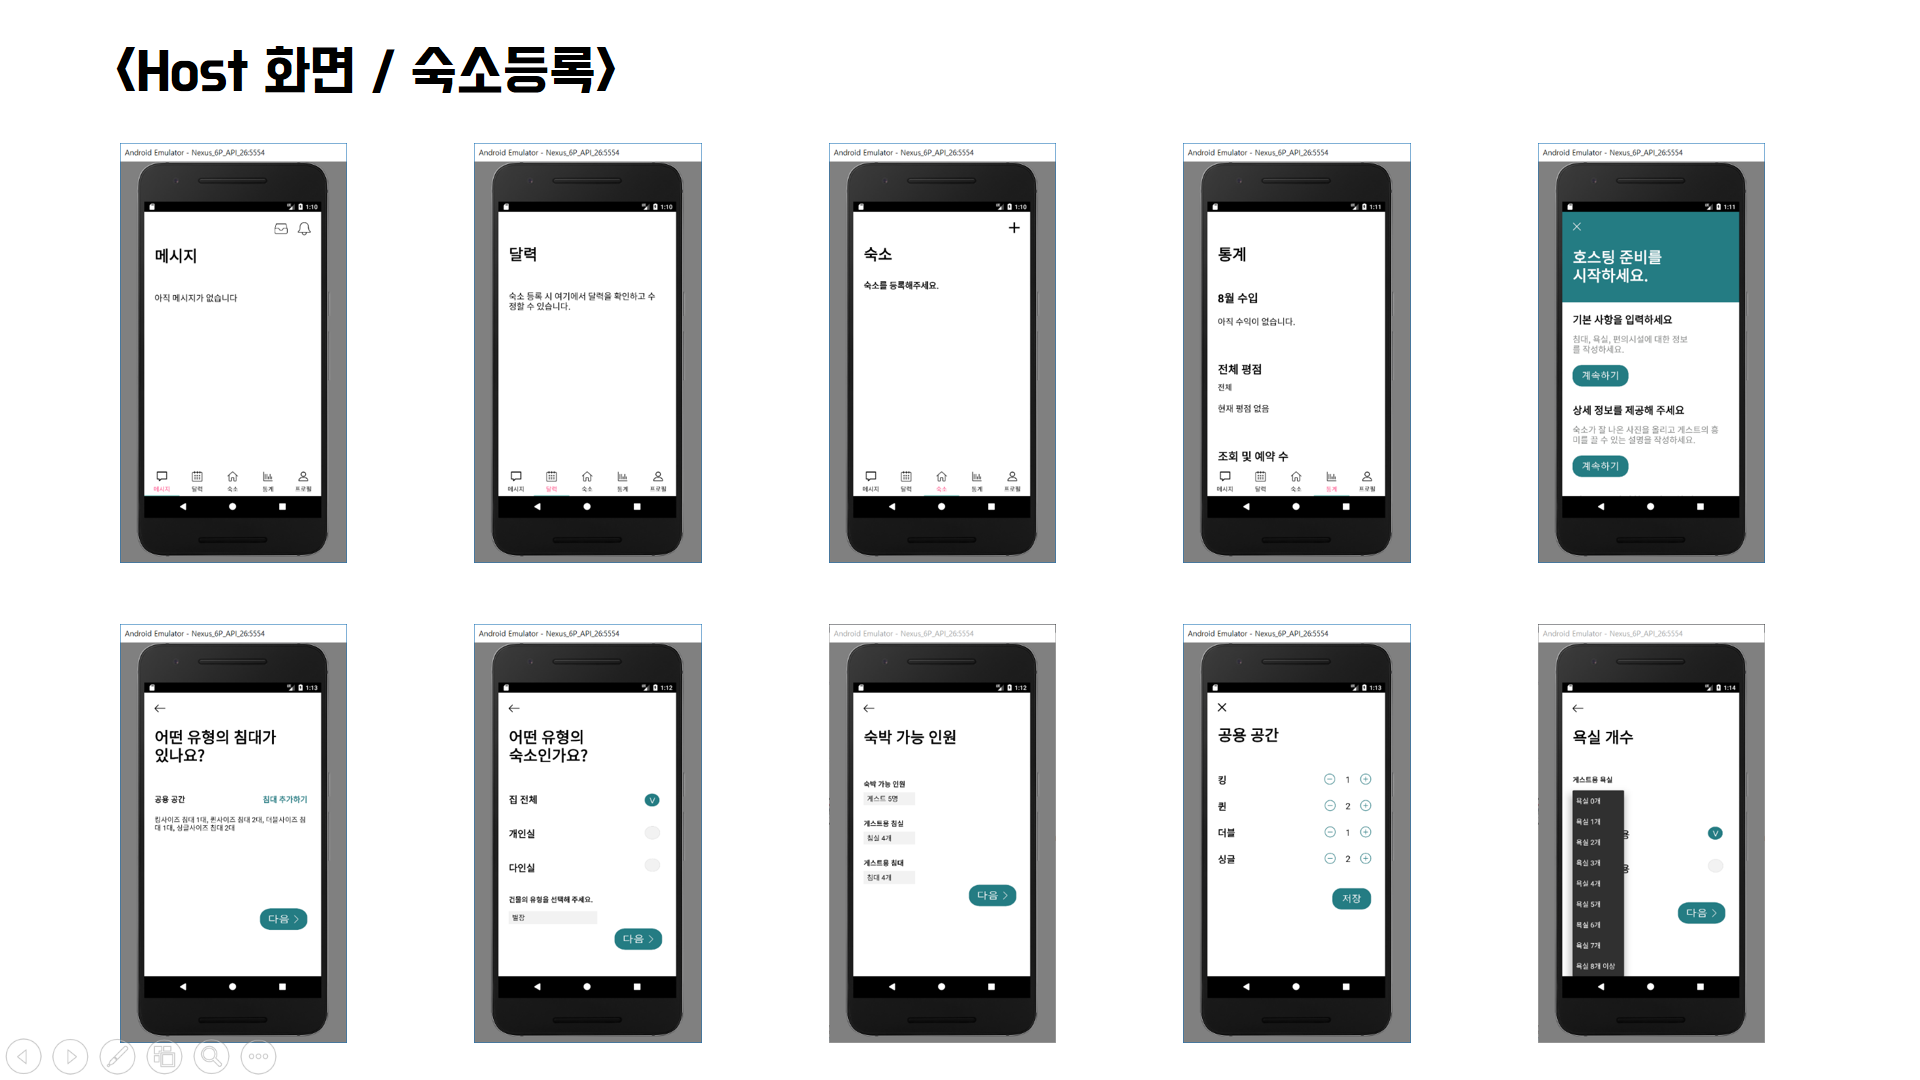 <Host 화면 / 숙소등록>
Android Emulator - Nexus_6P_API_26:5554
1:10
메시지
아직 메시지가 없습니다
메시지
달력
숙소
통계
프로필
Android Emulator - Nexus_6P_API_26:5554
1:10
달력
숙소 등록 시 여기에서 달력을 확인하고 수
정할 수 있습니다.
메시지
달력
숙소
통계
프로필
Android Emulator - Nexus_6P_API_26:5554
1:10
+
숙소
숙소를 등록해주세요.
메시지
달력
숙소
통계
프로필
Android Emulator - Nexus_6P_API_26:5554
1:11
통계
8월 수입
아직 수익이 없습니다.
전체 평점
전체
현재 평점 없음
조회 및 예약 수
메시지
달력
숙소
통계
프로필
Android Emulator - Nexus_6P_API_26:5554
1:11
호스팅 준비를
시작하세요.
기본 사항을 입력하세요
침대, 욕실, 편의시설에 대한 정보
를 작성하세요.
계속하기
상세 정보를 제공해 주세요
숙소가 잘 나온 사진을 올리고 게스트의 흥
미를 끌 수 있는 설명을 작성하세요.
계속하기
Android Emulator - Nexus_6P_API_26:5554
1:13
어떤 유형의 침대가
있나요?
공용 공간 침대 추가하기
킹사이즈 침대 1대, 퀸사이즈 침대 2대, 더블사이즈 침
대 1대, 싱글사이즈 침대 2대
다음 >
Android Emulator - Nexus_6P_API_26:5554
1:12
어떤 유형의
숙소인가요?
집 전체 V
개인실
다인실
건물의 유형을 선택해 주세요.
별장
다음 >
Android Emulator - Nexus_6P_API_26:5554
1:12
숙박 가능 인원
숙박 가능 인원
게스트 5명
게스트용 침실
침실 4개
게스트용 침대
침대 4개
다음 >
Android Emulator - Nexus_6P_API_26:5554
1:13
공용 공간
킹 1
퀸 2
더블 1
싱글 2
저장
Android Emulator - Nexus_6P_API_26:5554
1:14
욕실 개수
게스트용 욕실
욕실 0개
욕실 1개
용 V
욕실 2개
욕실 3개
용
욕실 4개
욕실 5개
다음 >
욕실 6개
욕실 7개
욕실 8개 이상